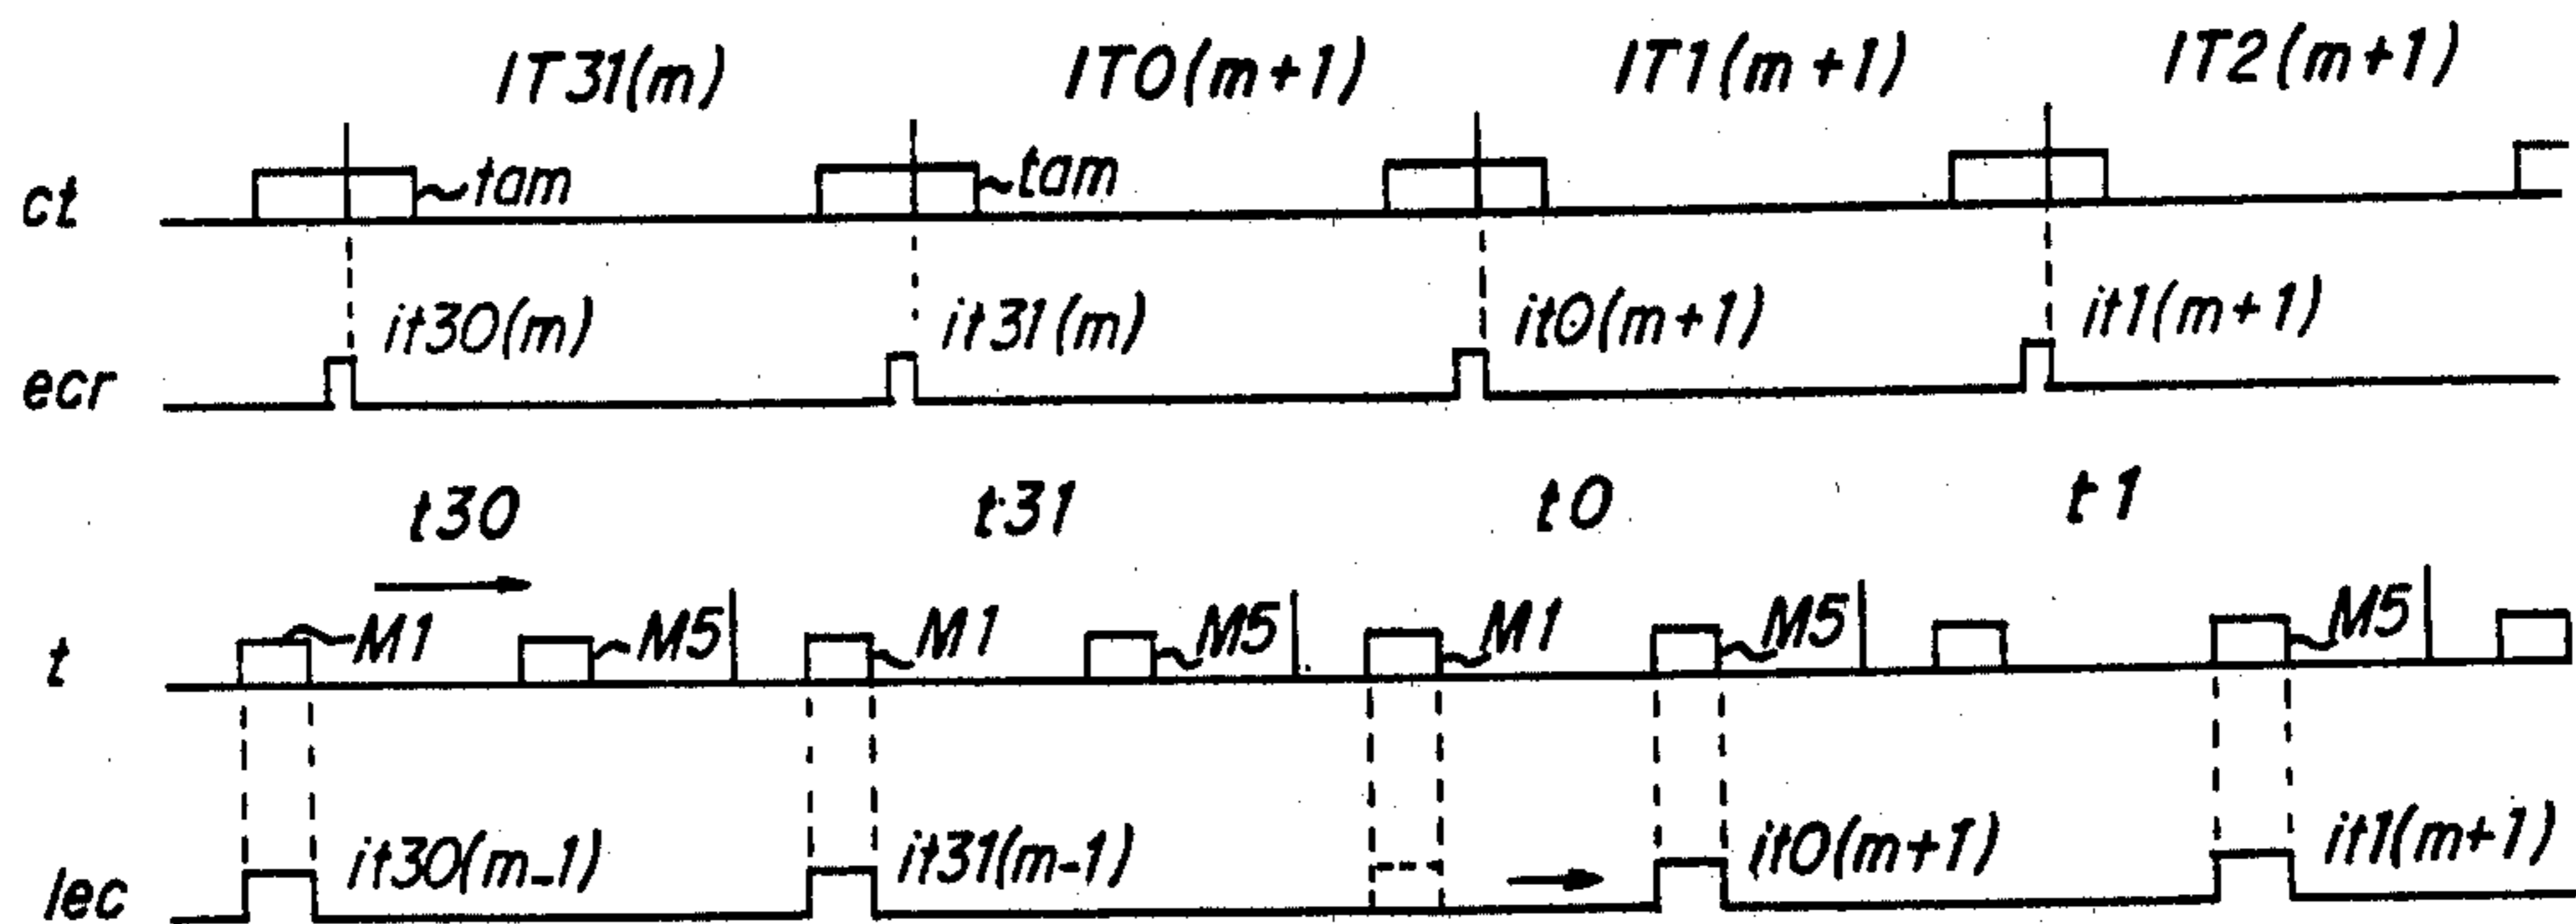 IT31(m) IT0(m+1) IT1(m+1) IT2(m+1)
ct tam tam
it30(m) it31(m) it0(m+1) it1(m+1)
ecr
t30 t31 t0 t1
t M1 M5 M1 M5 M1 M5 M5
it30(m-1) it31(m-1) it0(m+1) it1(m+1)
lec